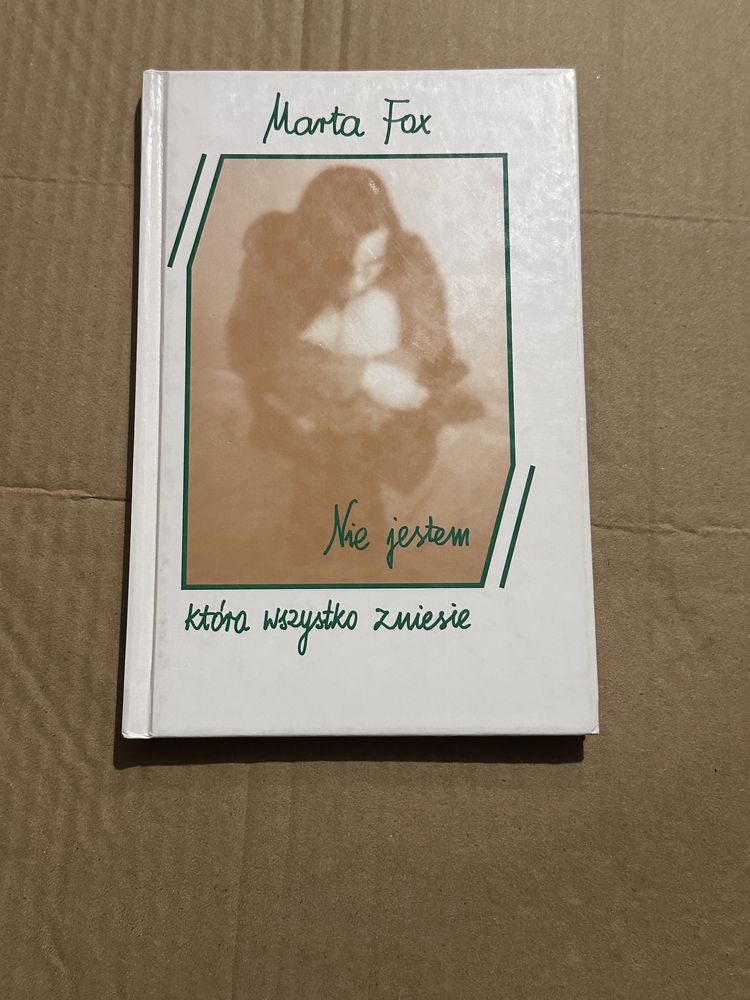 Marta Fox
Nie jestem
która wszystko zniesie